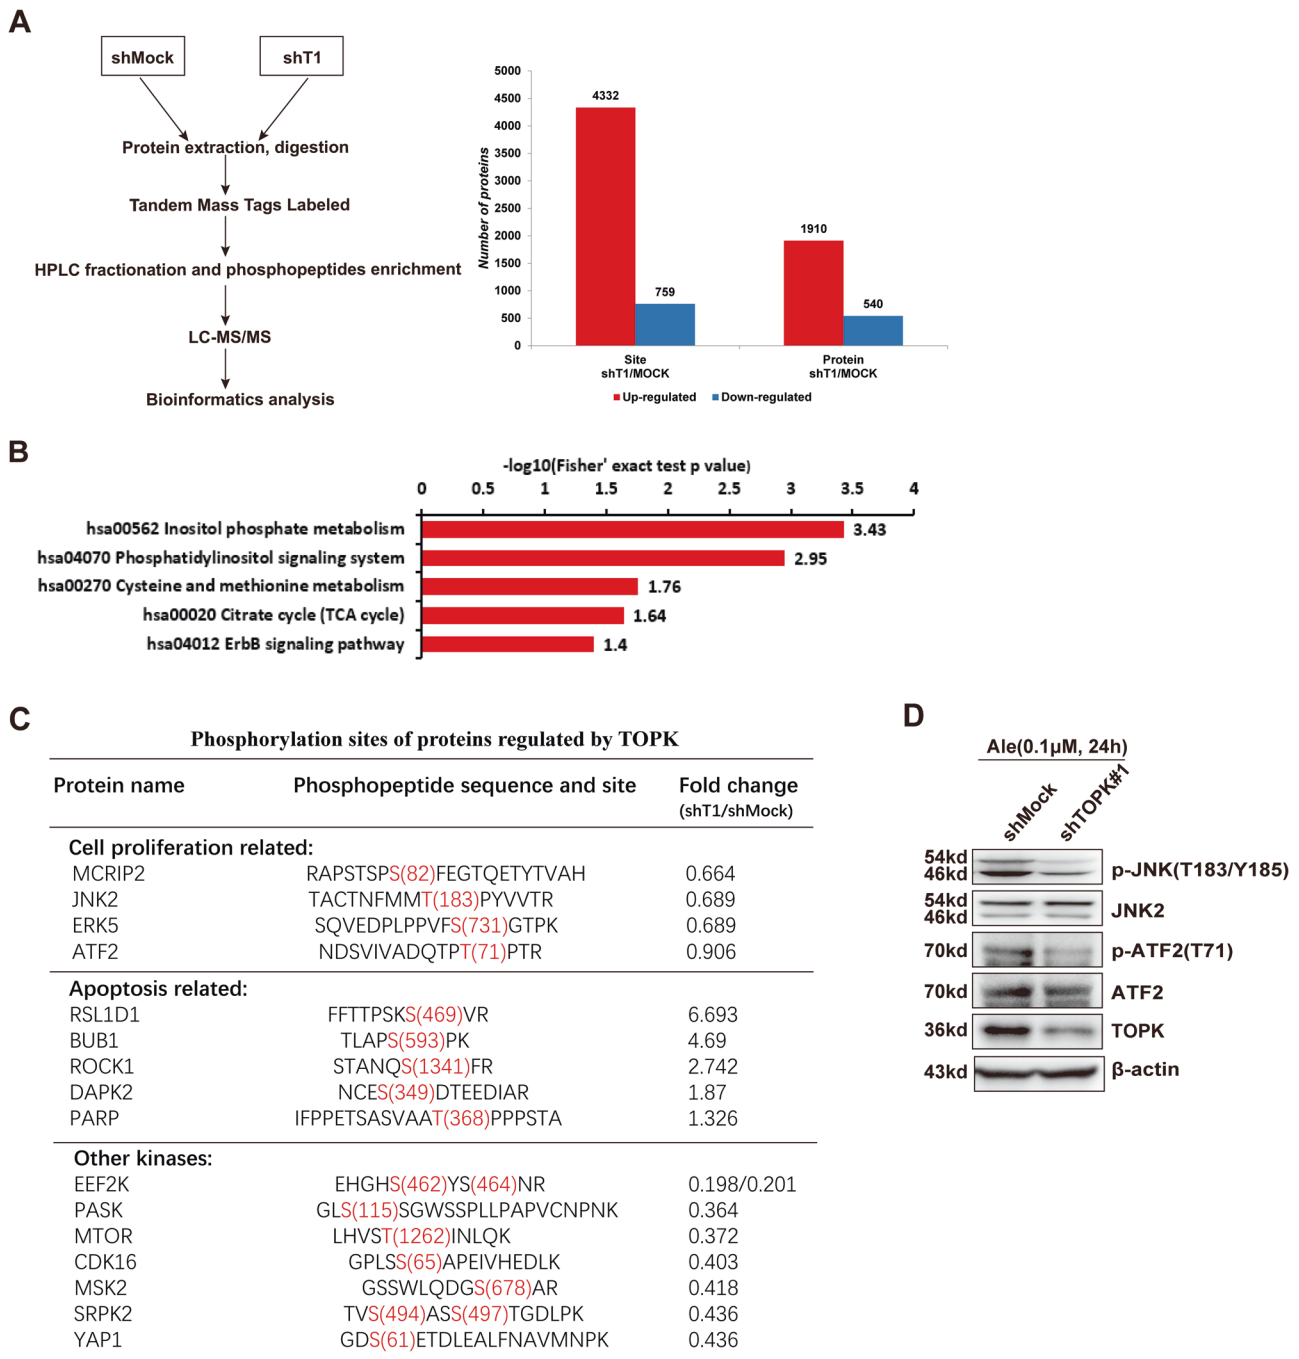 A
shMock
shT1
Protein extraction, digestion
Tandem Mass Tags Labeled
HPLC fractionation and phosphopeptides enrichment
LC-MS/MS
Bioinformatics analysis
Number of proteins
5000
4500
4000
3500
3000
2500
2000
1500
1000
500
0
4332
759
1910
540
Site
shT1/MOCK
Protein
shT1/MOCK
Up-regulated
Down-regulated
B
-log10(Fisher' exact test p value)
0 0.5 1 1.5 2 2.5 3 3.5 4
hsa00562 Inositol phosphate metabolism 3.43
hsa04070 Phosphatidylinositol signaling system 2.95
hsa00270 Cysteine and methionine metabolism 1.76
hsa00020 Citrate cycle (TCA cycle) 1.64
hsa04012 ErbB signaling pathway 1.4
C
Phosphorylation sites of proteins regulated by TOPK
Protein name Phosphopeptide sequence and site Fold change
(shT1/shMock)
Cell proliferation related:
MCRIP2 RAPSTSPS(82)FEGTQETYTVAH 0.664
JNK2 TACTNFMMT(183)PYVVTR 0.689
ERK5 SQVEDPLPPVFS(731)GTPK 0.689
ATF2 NDSVIVADQTPT(71)PTR 0.906
Apoptosis related:
RSL1D1 FFTTPSKS(469)VR 6.693
BUB1 TLAPS(593)PK 4.69
ROCK1 STANQS(1341)FR 2.742
DAPK2 NCES(349)DTEEDIAR 1.87
PARP IFPPETSASVAAT(368)PPPSTA 1.326
Other kinases:
EEF2K EHGHS(462)YS(464)NR 0.198/0.201
PASK GLS(115)SGWSSPLLPAPVCNPNK 0.364
MTOR LHVST(1262)INLQK 0.372
CDK16 GPLSS(65)APEIVHEDLK 0.403
MSK2 GSSWLQDGS(678)AR 0.418
SRPK2 TVS(494)ASS(497)TGDLPK 0.436
YAP1 GDS(61)ETDLEALFNAVMNPK 0.436
D
Ale(0.1μM, 24h)
shMock
shTOPK#1
54kd
46kd
p-JNK(T183/Y185)
54kd
46kd
JNK2
70kd p-ATF2(T71)
70kd ATF2
36kd TOPK
43kd β-actin